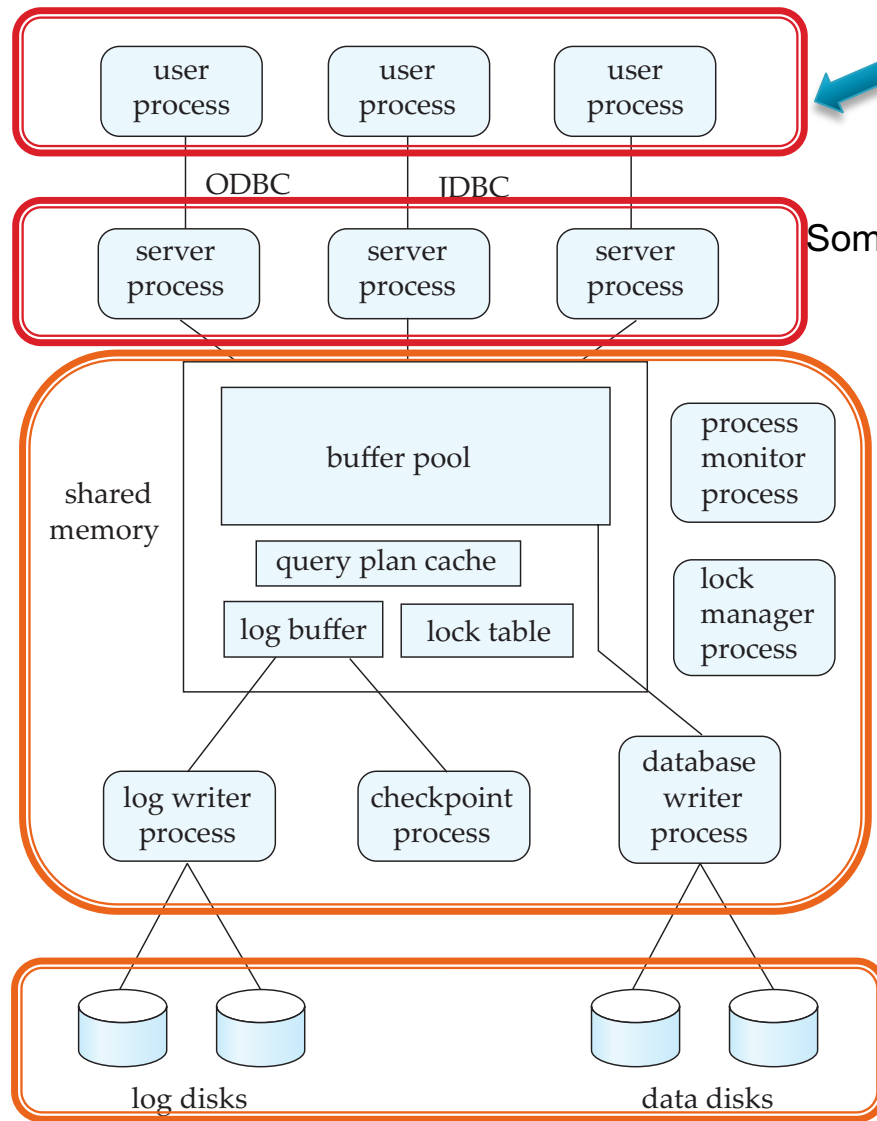 user
process
user
process
user
process
ODBC
JDBC
server
process
server
process
server
process
Som
buffer pool
shared
memory
query plan cache
log buffer
lock table
process
monitor
process
lock
manager
process
log writer
process
checkpoint
process
database
writer
process
log disks
data disks